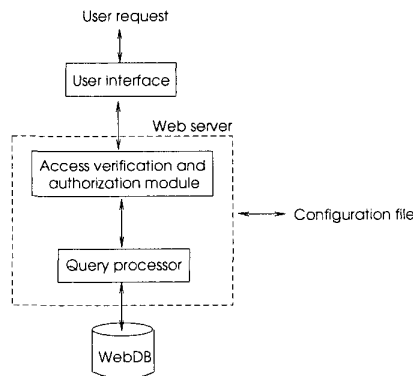 User request
User interface
Web server
Access verification and
authorization module
Configuration file
Query processor
WebDB